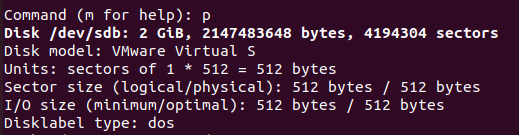 Command (m for help): p
Disk /dev/sdb: 2 GiB, 2147483648 bytes, 4194304 sectors
Disk model: VMware Virtual S
Units: sectors of 1 * 512 = 512 bytes
Sector size (logical/physical): 512 bytes / 512 bytes
I/O size (minimum/optimal): 512 bytes / 512 bytes
Disklabel type: dos